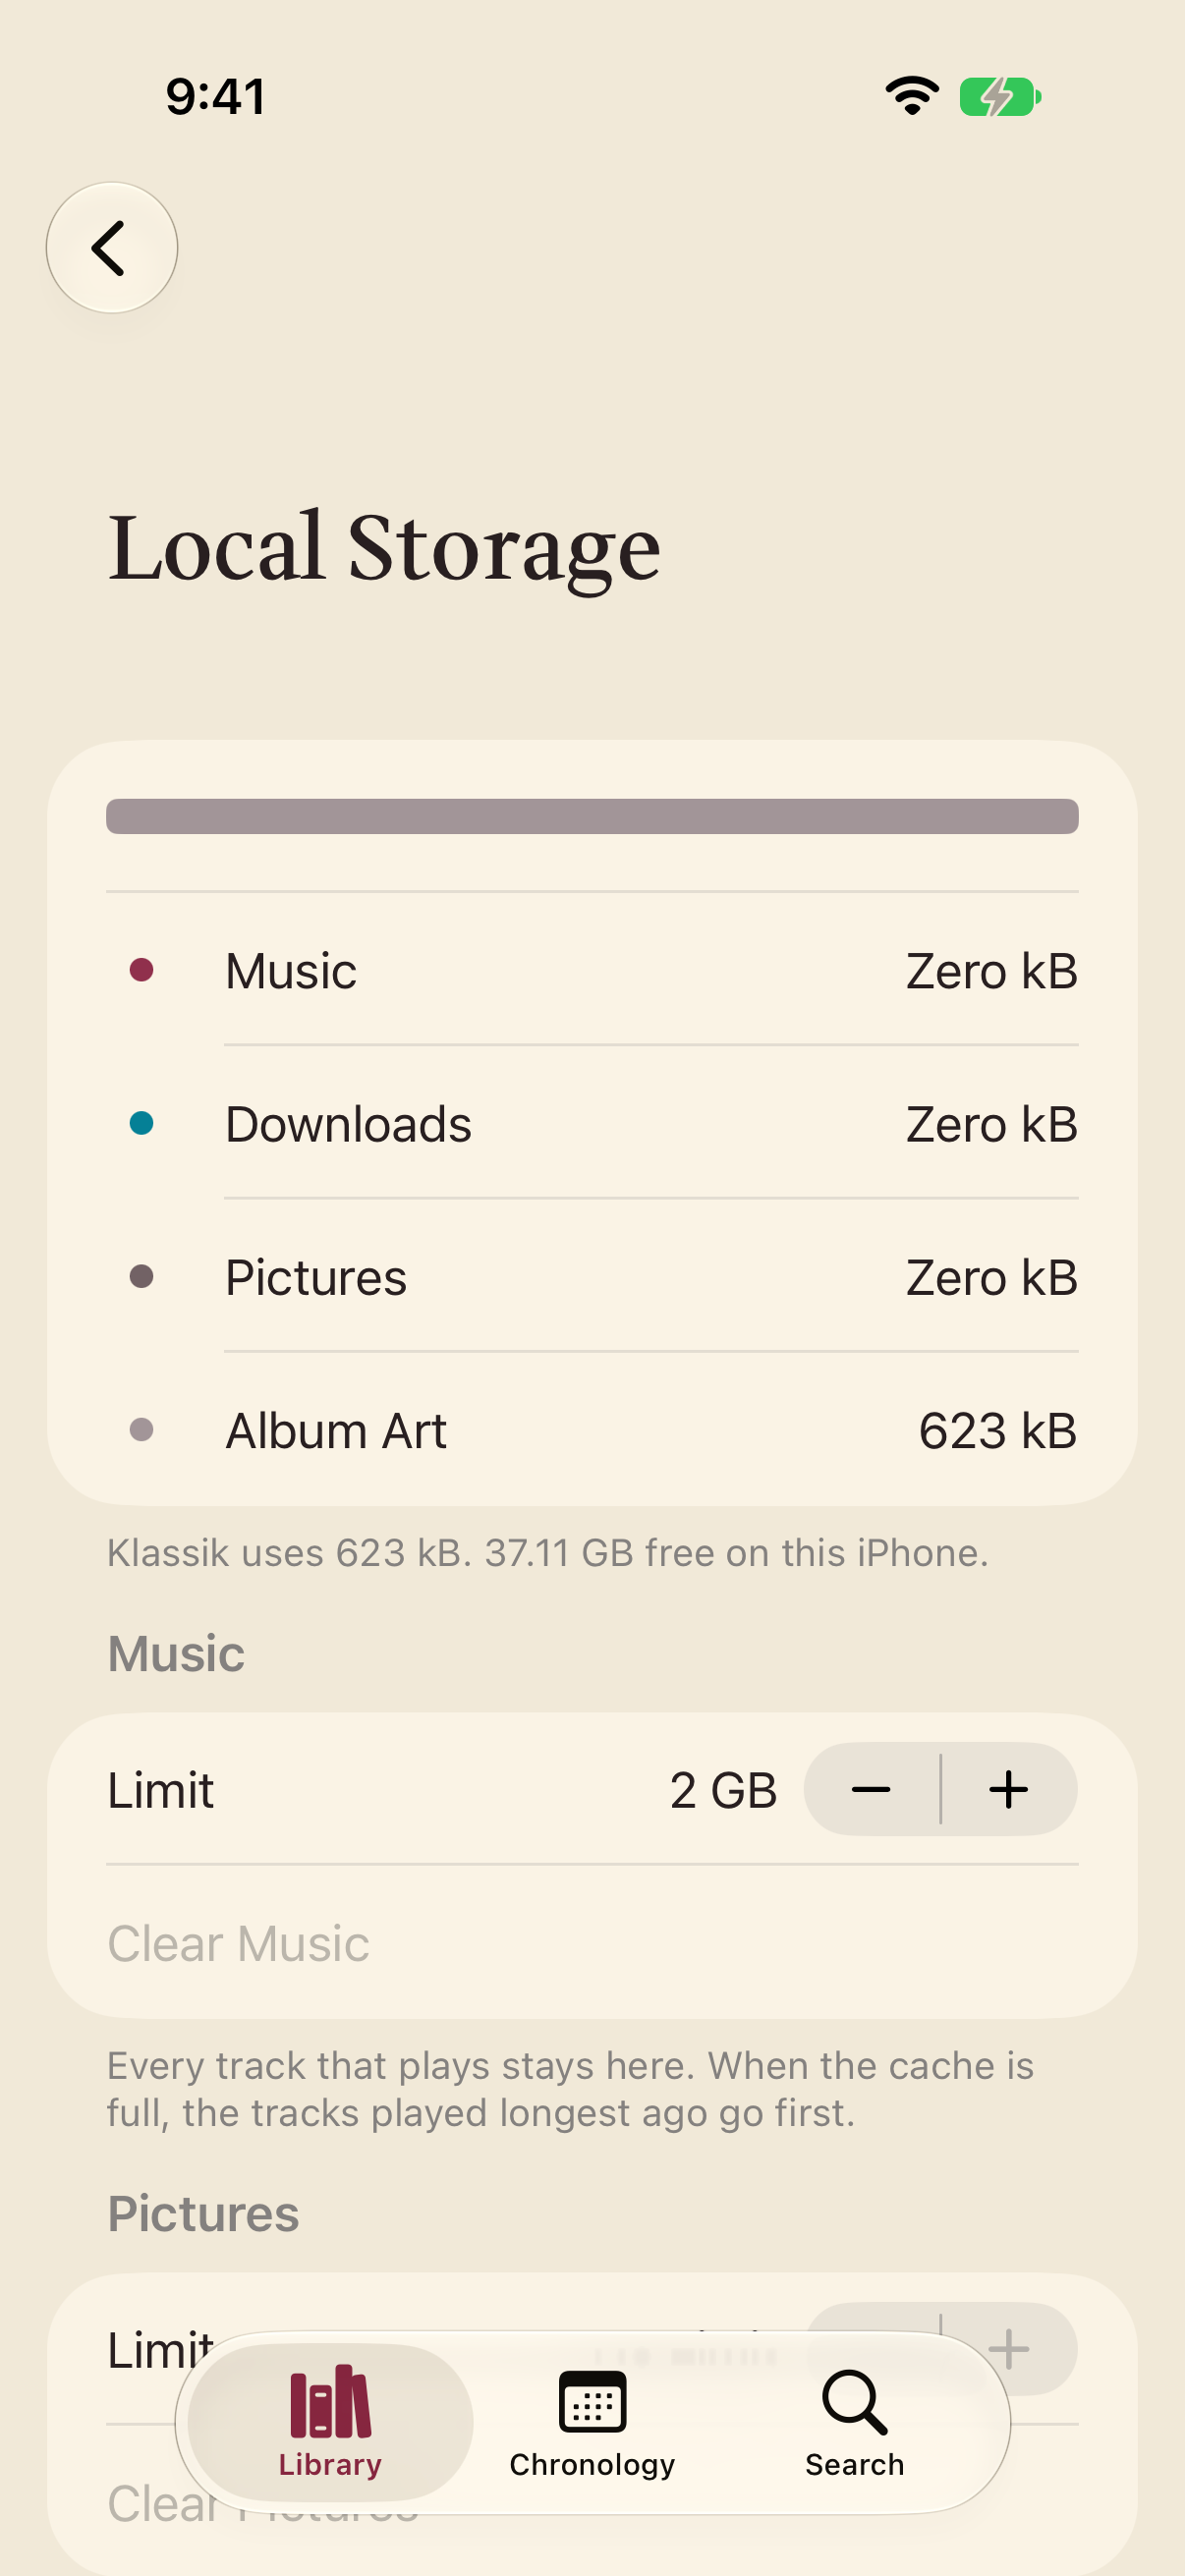 9:41
Local Storage
Music Zero kB
Downloads Zero kB
Pictures Zero kB
Album Art 623 kB
Klassik uses 623 kB. 37.11 GB free on this iPhone.
Music
Limit 2 GB
Clear Music
Every track that plays stays here. When the cache is
full, the tracks played longest ago go first.
Pictures
Limit
Clear Pictures
Library Chronology Search